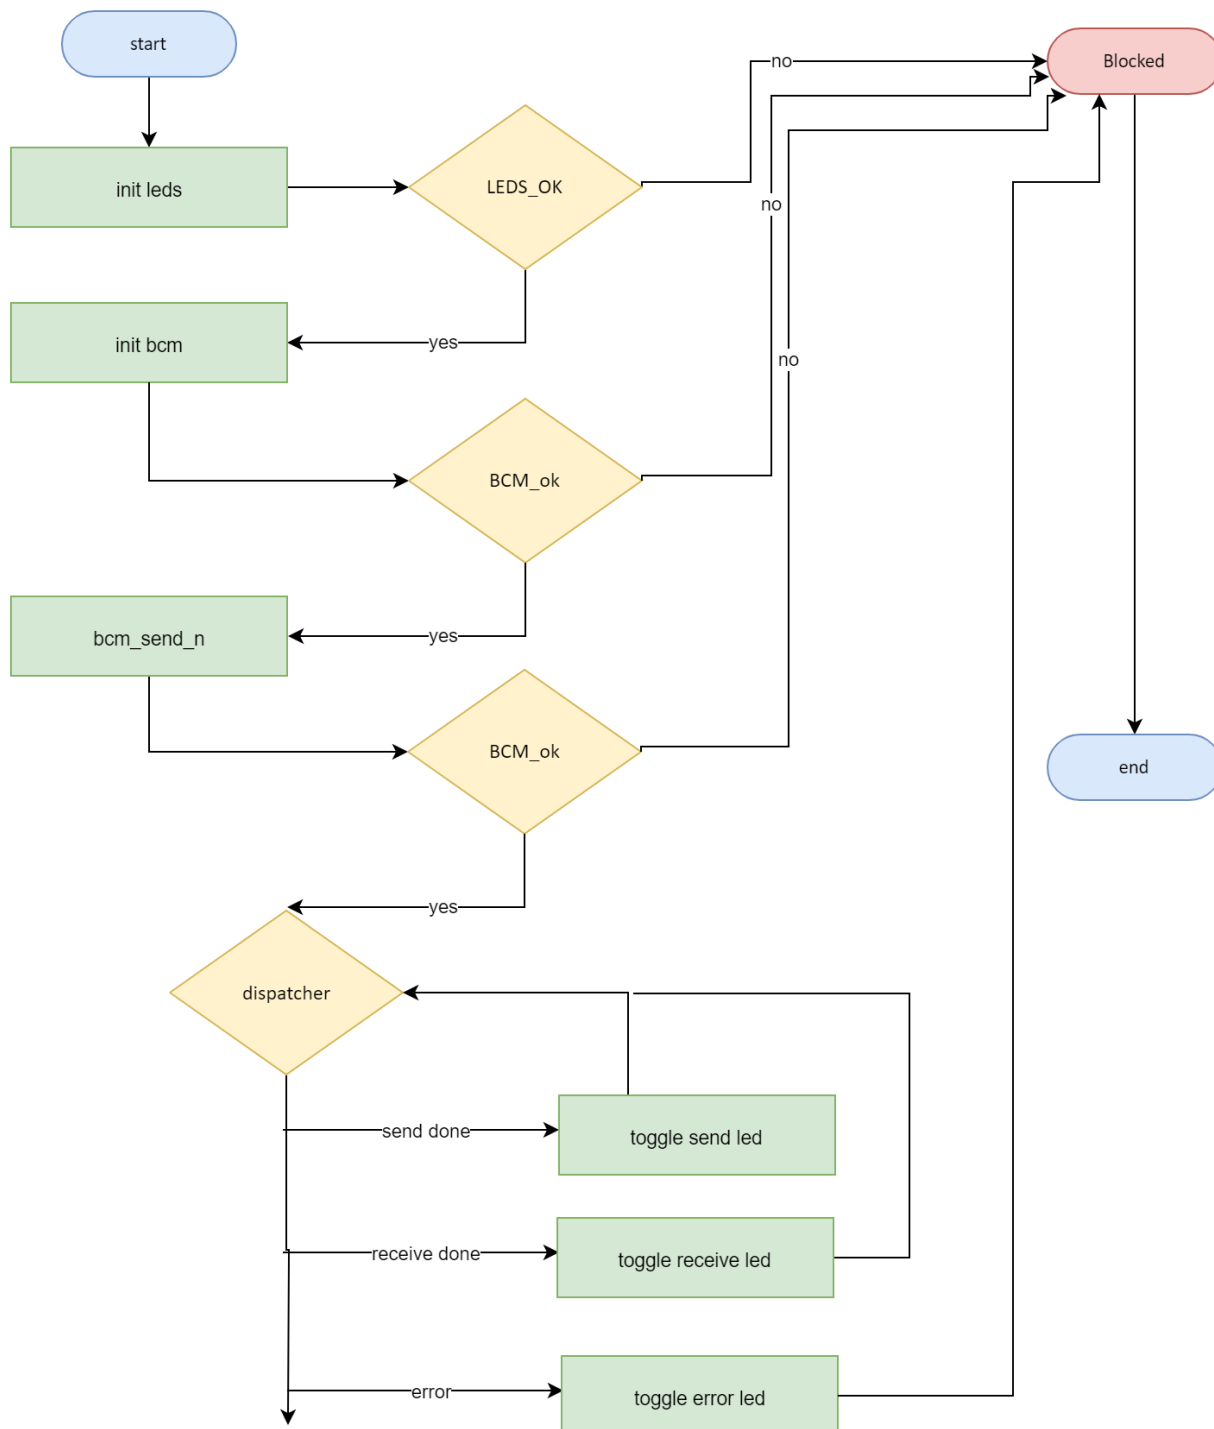 start
Blocked
no
init leds
LEDS_OK
no
init bcm
yes
no
BCM_ok
bcm_send_n
yes
BCM_ok
end
yes
dispatcher
send done
toggle send led
receive done
toggle receive led
error
toggle error led